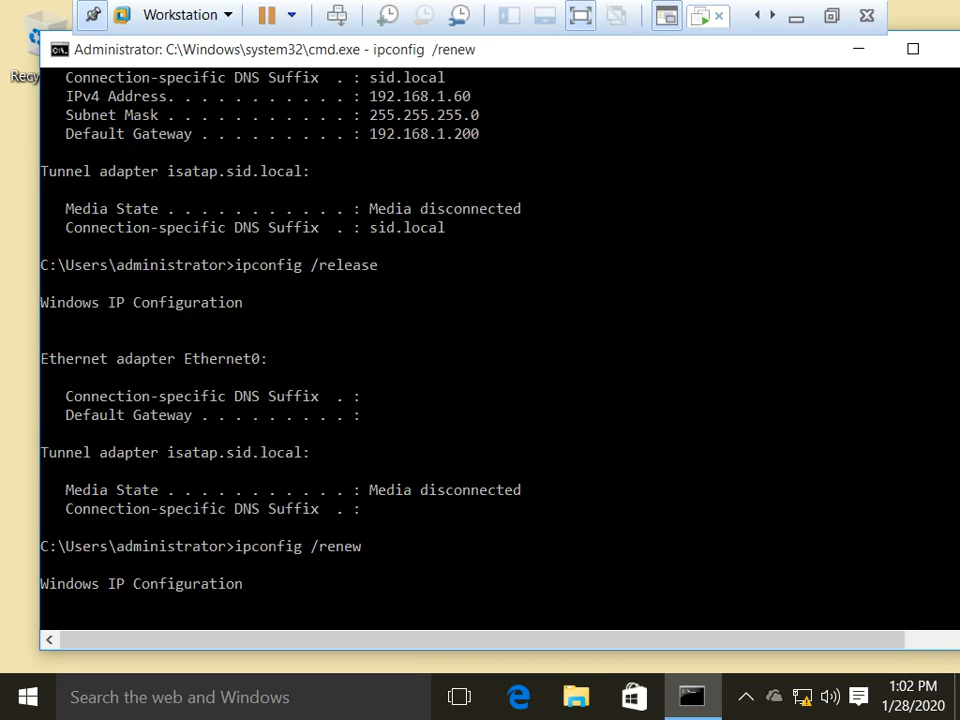 Workstation
Administrator: C:\Windows\system32\cmd.exe - ipconfig  /renew
Recy
Connection-specific DNS Suffix  . : sid.local
IPv4 Address. . . . . . . . . . . : 192.168.1.60
Subnet Mask . . . . . . . . . . . : 255.255.255.0
Default Gateway . . . . . . . . . : 192.168.1.200
Tunnel adapter isatap.sid.local:
Media State . . . . . . . . . . . : Media disconnected
Connection-specific DNS Suffix  . : sid.local
C:\Users\administrator>ipconfig /release
Windows IP Configuration
Ethernet adapter Ethernet0:
Connection-specific DNS Suffix  . :
Default Gateway . . . . . . . . . :
Tunnel adapter isatap.sid.local:
Media State . . . . . . . . . . . : Media disconnected
Connection-specific DNS Suffix  . :
C:\Users\administrator>ipconfig /renew
Windows IP Configuration
Search the web and Windows
1:02 PM
1/28/2020